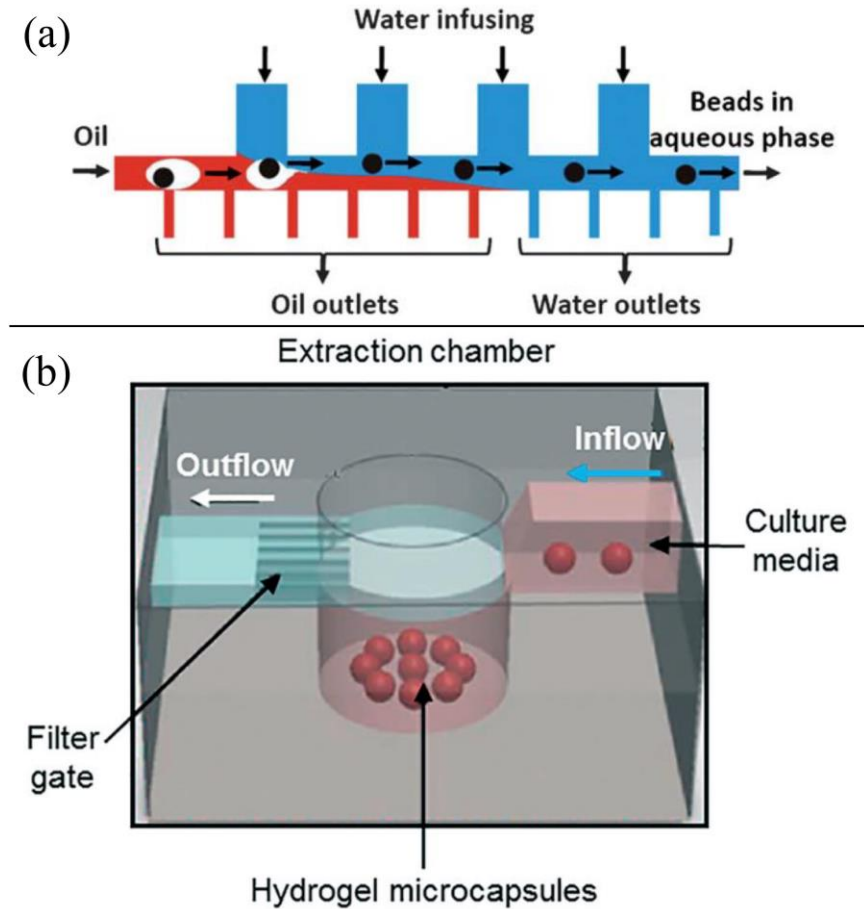 (a)
Water infusing
Oil
Beads in
aqueous phase
Oil outlets
Water outlets
(b)
Extraction chamber
Outflow
Inflow
Culture
media
Filter
gate
Hydrogel microcapsules